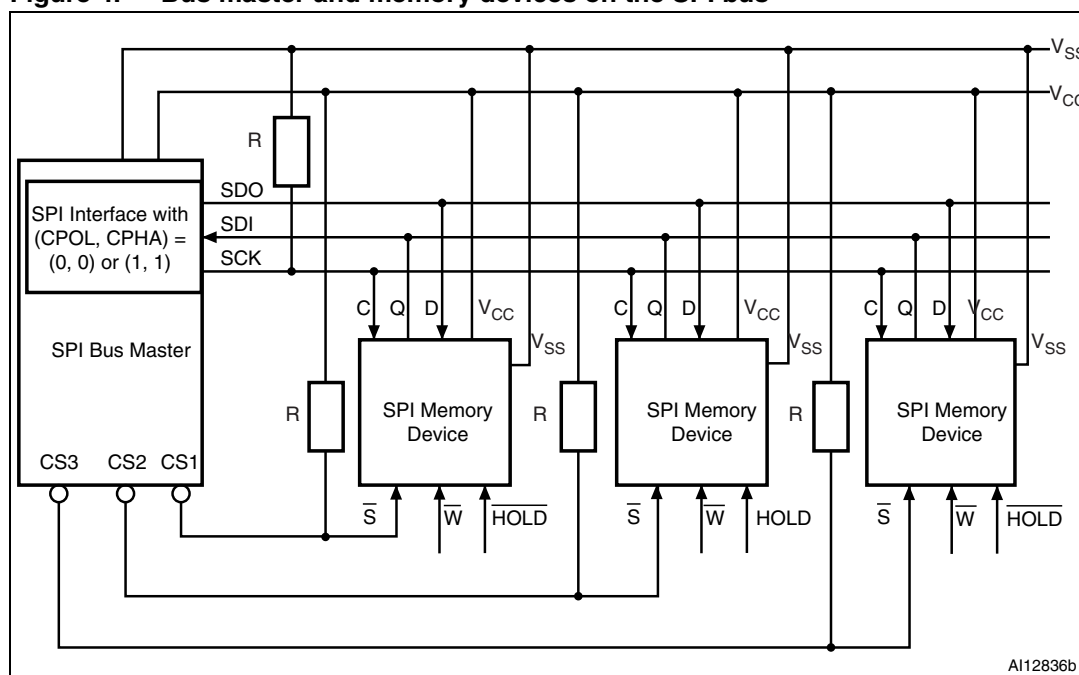 Figure 4. Bus master and memory devices on the SPI bus
VSS
VCC
R
SDO
SPI Interface with
(CPOL, CPHA) =
(0, 0) or (1, 1)
SDI
SCK
SPI Bus Master
C Q D VCC VSS
C Q D VCC VSS
C Q D VCC VSS
R
SPI Memory
Device
R
SPI Memory
Device
R
SPI Memory
Device
CS3 CS2 CS1
S̅ W̅ H̅O̅L̅D̅
S̅ W̅ HOLD
S̅ W̅ H̅O̅L̅D̅
AI12836b